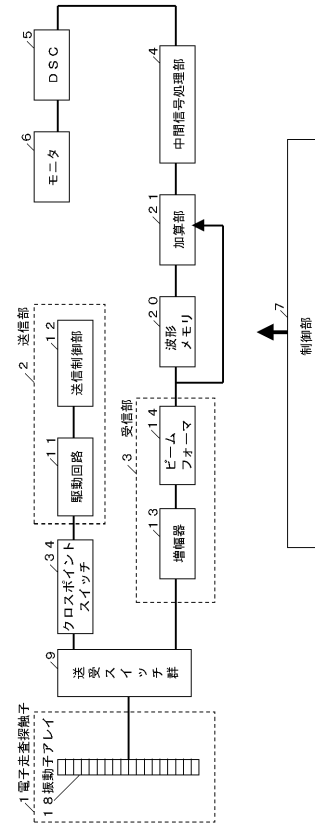 1電子走査探触子
18振動子アレイ
9
送受スイッチ群
34
クロスポイント
スイッチ
2
送信部
11
駆動回路
12
送信制御部
3
受信部
13
増幅器
14
ビーム
フォーマ
20
波形
メモリ
21
加算部
4
中間信号処理部
5
DSC
6
モニタ
7
制御部